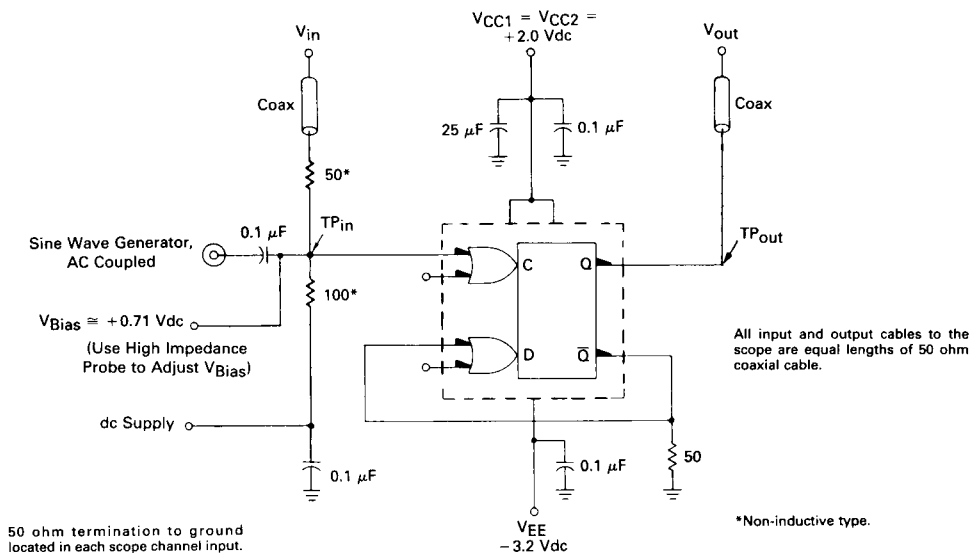 V_CC1 = V_CC2 =
+2.0 Vdc
V_in
V_out
Coax
Coax
25 μF
0.1 μF
50*
TP_in
0.1 μF
Sine Wave Generator,
AC Coupled
TP_out
C
Q
100*
V_Bias ≅ +0.71 Vdc
(Use High Impedance
Probe to Adjust V_Bias)
D
Q̅
All input and output cables to the
scope are equal lengths of 50 ohm
coaxial cable.
dc Supply
0.1 μF
0.1 μF
50
50 ohm termination to ground
located in each scope channel input.
V_EE
−3.2 Vdc
*Non-inductive type.